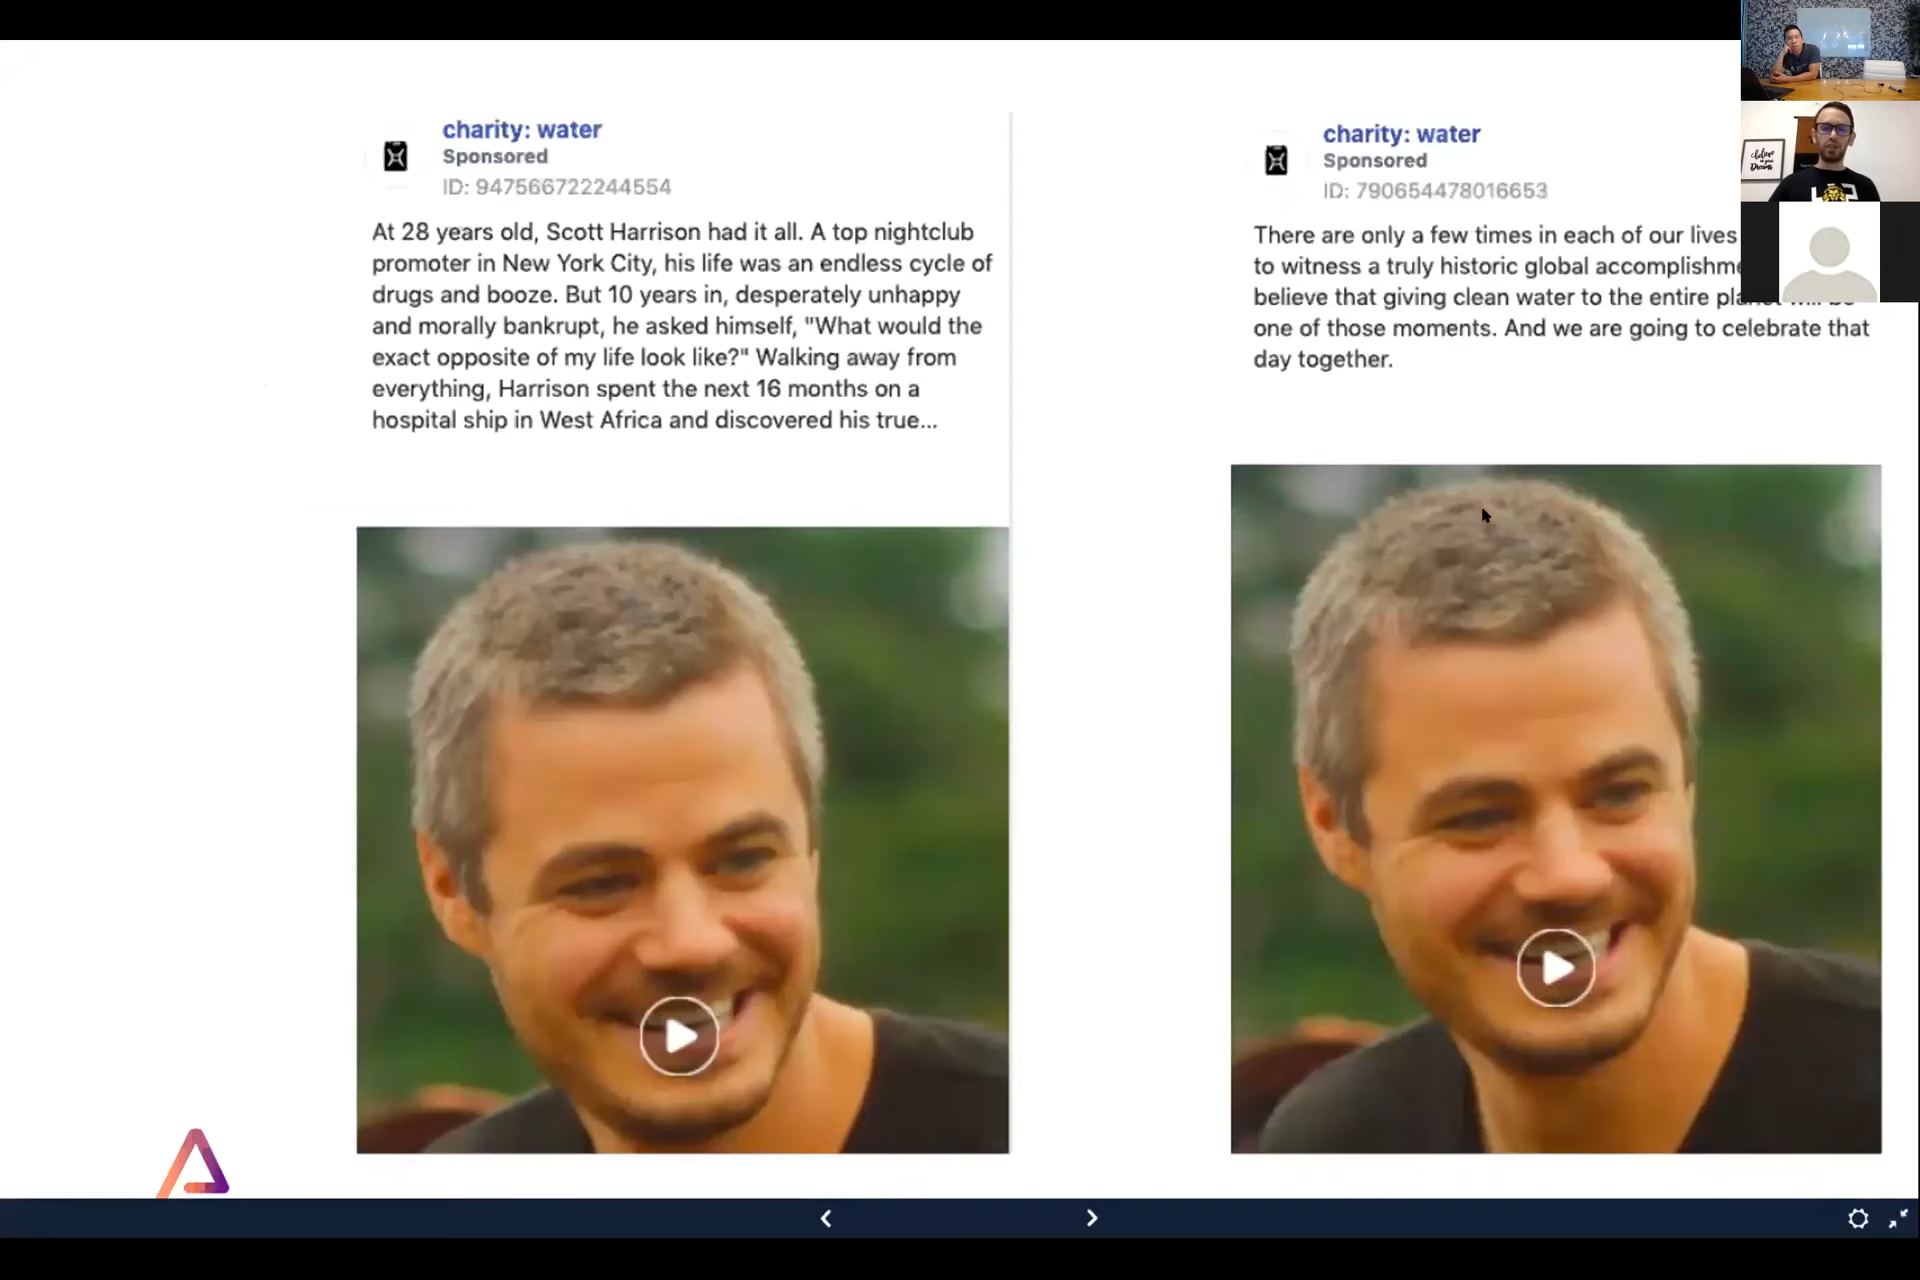 charity: water
Sponsored
ID: 947566722244554
At 28 years old, Scott Harrison had it all. A top nightclub
promoter in New York City, his life was an endless cycle of
drugs and booze. But 10 years in, desperately unhappy
and morally bankrupt, he asked himself, "What would the
exact opposite of my life look like?" Walking away from
everything, Harrison spent the next 16 months on a
hospital ship in West Africa and discovered his true...
charity: water
Sponsored
ID: 790654478016653
There are only a few times in each of our lives
to witness a truly historic global accomplishme
believe that giving clean water to the entire
one of those moments. And we are going to celebrate that
day together.
believe
Dream